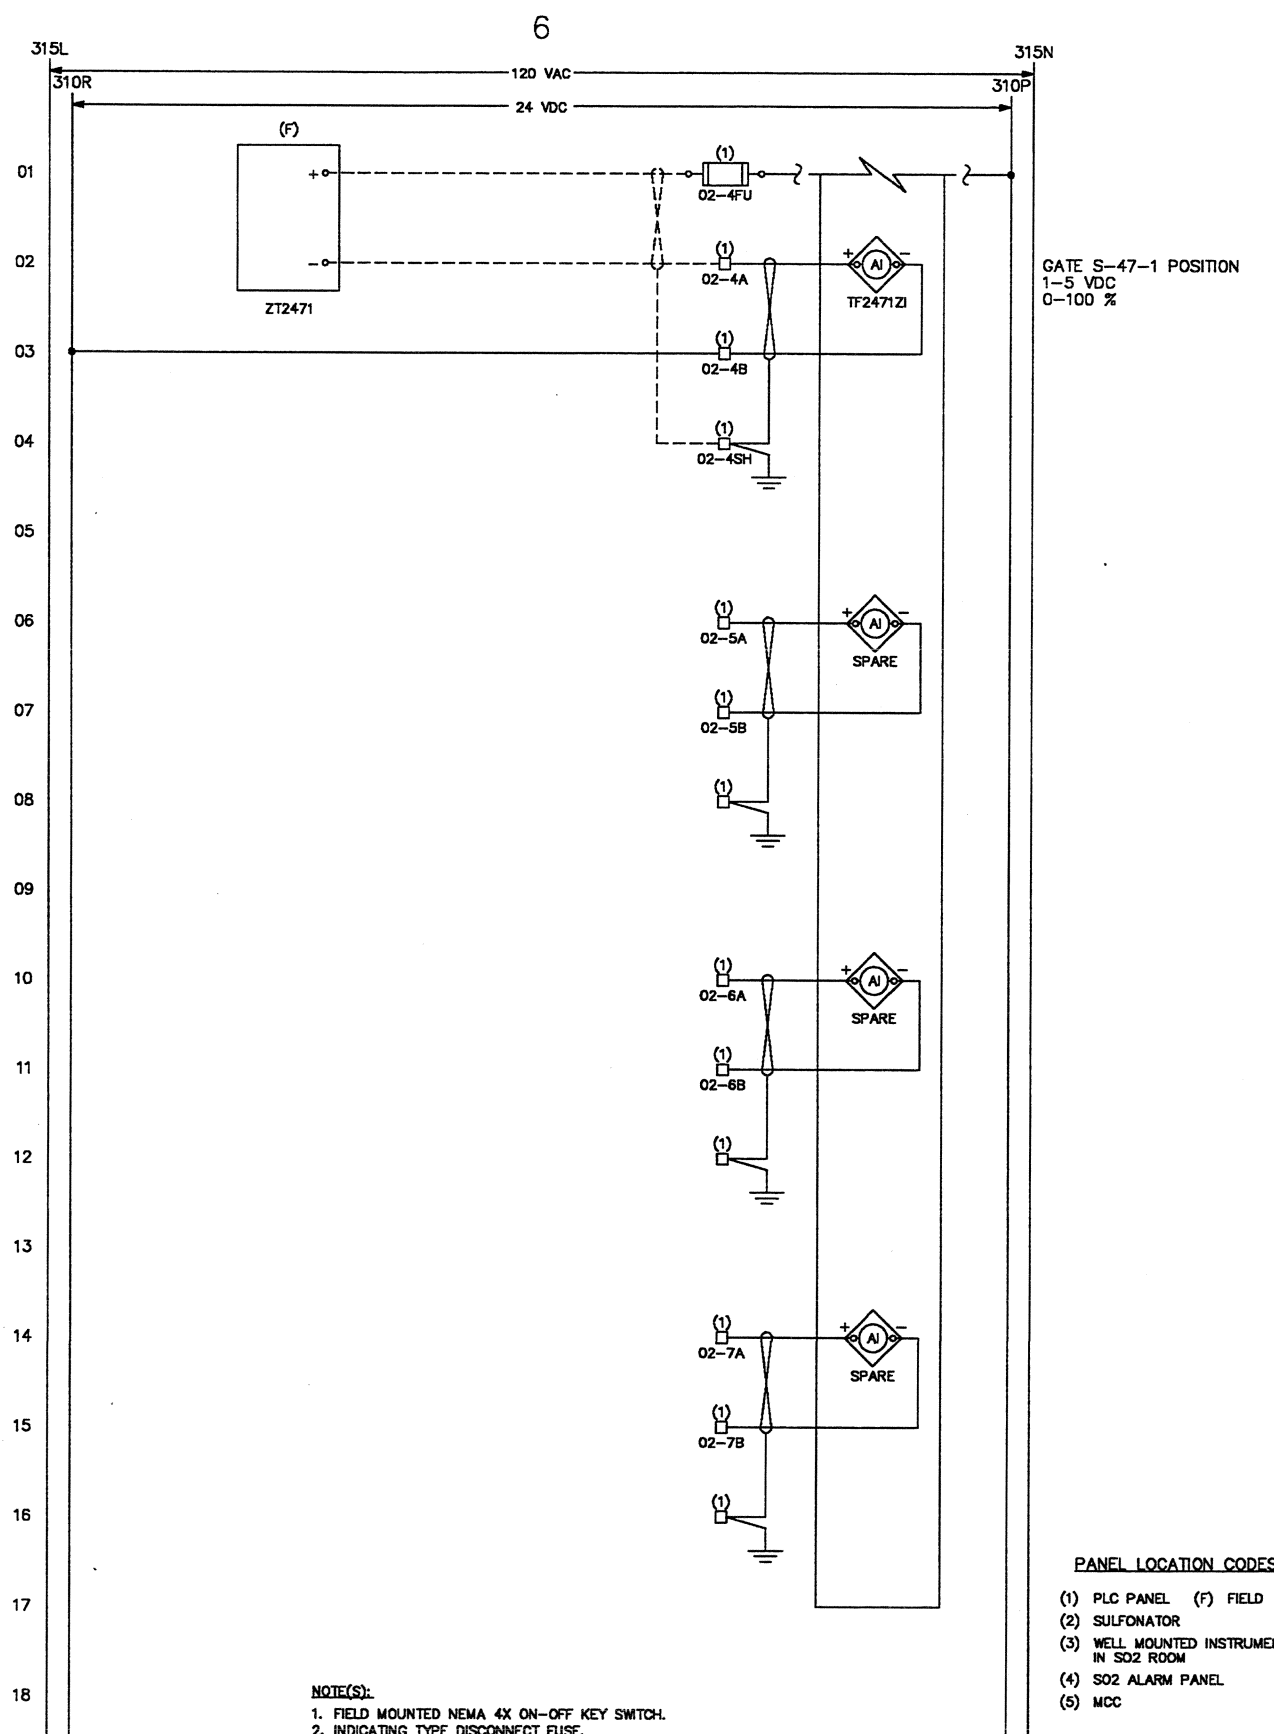 6
315L
315N
120 VAC
310R
310P
24 VDC
(F)
01
+
(1)
02-4FU
02
-
(1)
02-4A
+
AI
-
TF2471ZI
GATE S-47-1 POSITION
1-5 VDC
0-100 %
ZT2471
03
(1)
02-4B
04
(1)
02-4SH
05
06
(1)
02-5A
+
AI
-
SPARE
07
(1)
02-5B
08
(1)
09
10
(1)
02-6A
+
AI
-
SPARE
11
(1)
02-6B
12
(1)
13
14
(1)
02-7A
+
AI
-
SPARE
15
(1)
02-7B
16
(1)
17
18
PANEL LOCATION CODES
(1) PLC PANEL (F) FIELD
(2) SULFONATOR
(3) WELL MOUNTED INSTRUME
IN SO2 ROOM
(4) SO2 ALARM PANEL
(5) MCC
NOTE(S):
1. FIELD MOUNTED NEMA 4X ON-OFF KEY SWITCH.
2. INDICATING TYPE DISCONNECT FUSE.